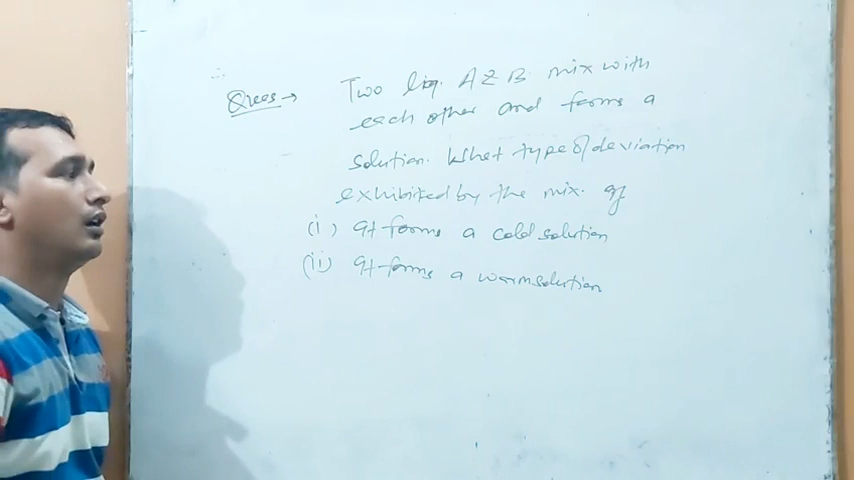 Ques → Two liq. A & B mix with
each other and forms a
solution. What type of deviation
exhibited by the mix. if
(i) It forms a cold solution
(ii) It forms a warm solution